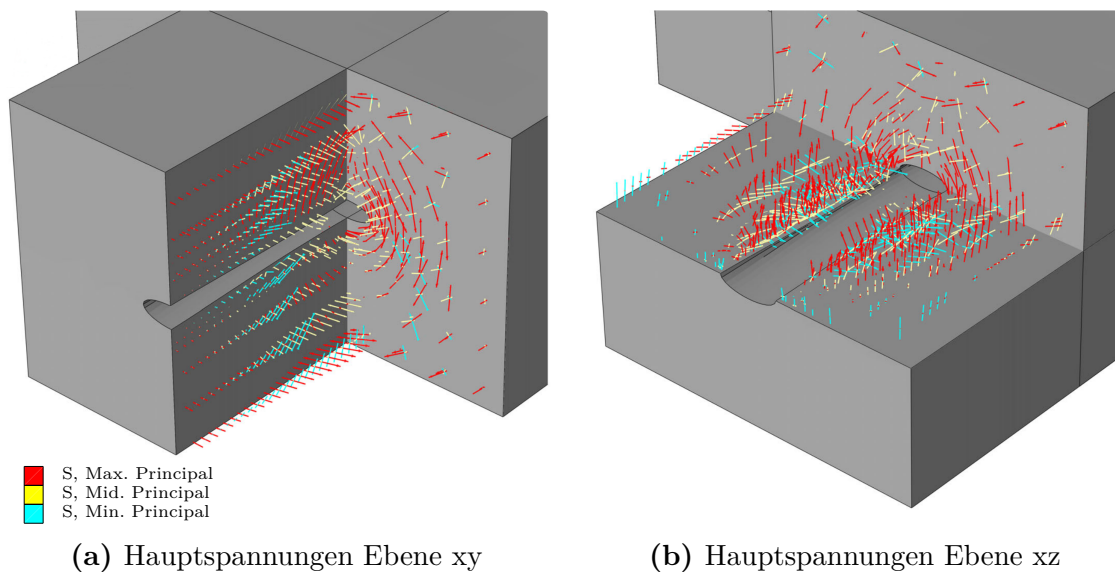 S, Max. Principal
S, Mid. Principal
S, Min. Principal
(a) Hauptspannungen Ebene xy
(b) Hauptspannungen Ebene xz